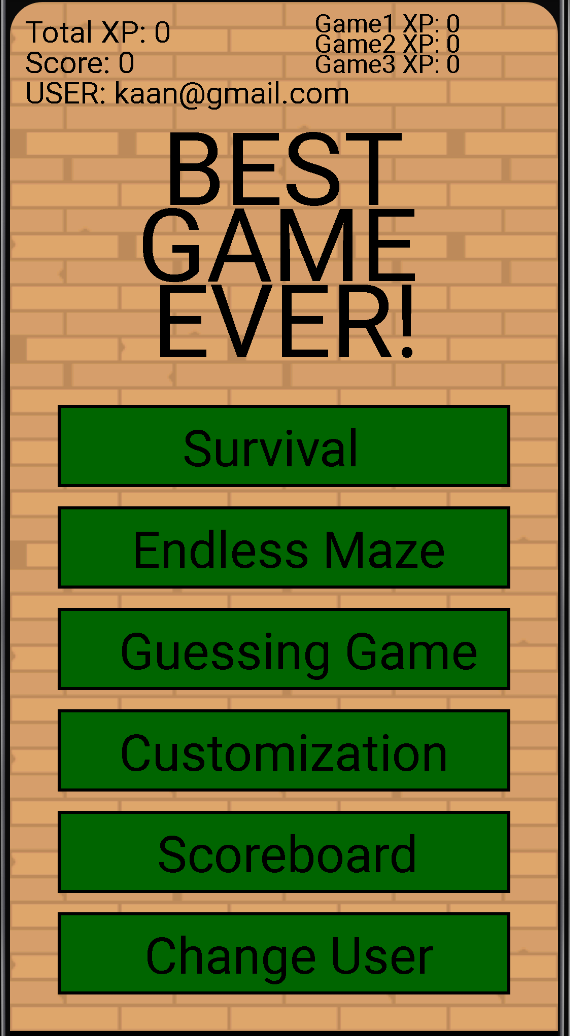 Total XP: 0
Score: 0
USER: kaan@gmail.com
Game1 XP: 0
Game2 XP: 0
Game3 XP: 0
BEST
GAME
EVER!
Survival
Endless Maze
Guessing Game
Customization
Scoreboard
Change User